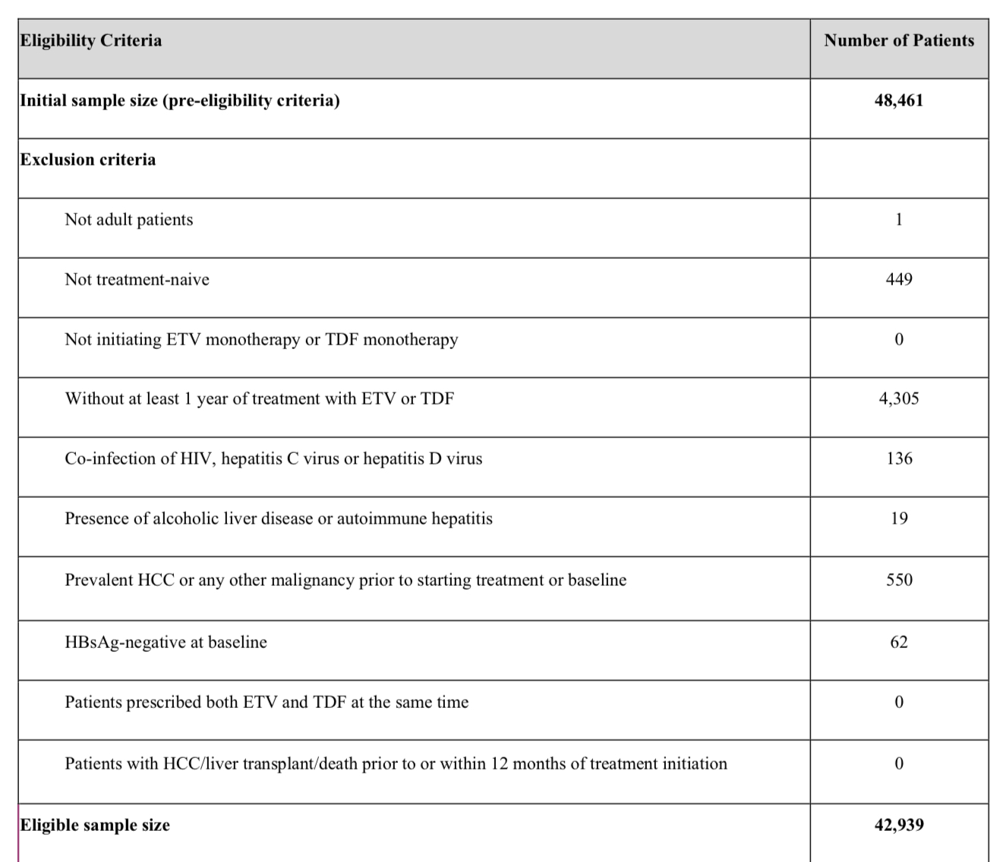 Eligibility Criteria Number of Patients
Initial sample size (pre-eligibility criteria) 48,461
Exclusion criteria
Not adult patients 1
Not treatment-naive 449
Not initiating ETV monotherapy or TDF monotherapy 0
Without at least 1 year of treatment with ETV or TDF 4,305
Co-infection of HIV, hepatitis C virus or hepatitis D virus 136
Presence of alcoholic liver disease or autoimmune hepatitis 19
Prevalent HCC or any other malignancy prior to starting treatment or baseline 550
HBsAg-negative at baseline 62
Patients prescribed both ETV and TDF at the same time 0
Patients with HCC/liver transplant/death prior to or within 12 months of treatment initiation 0
Eligible sample size 42,939